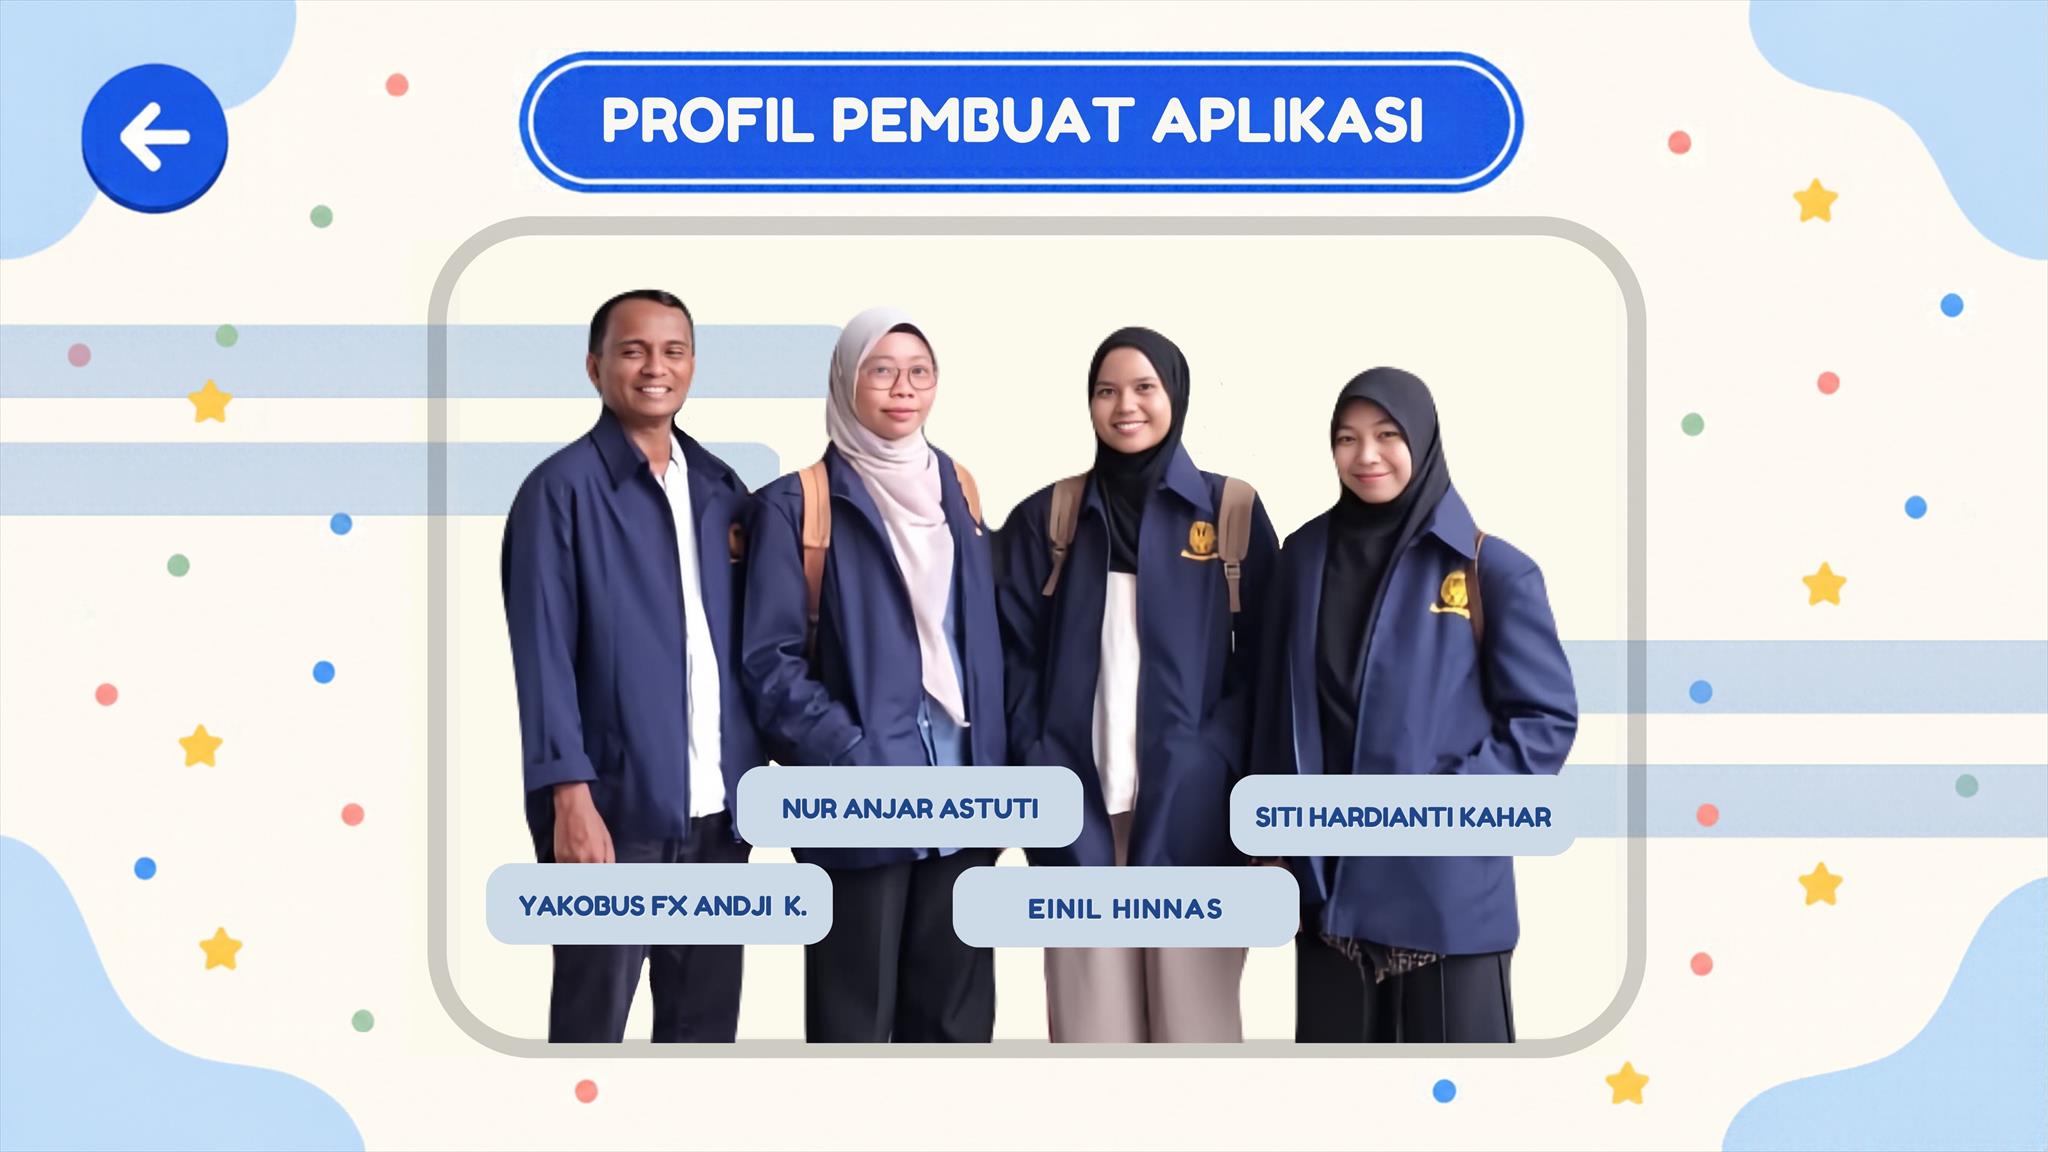 PROFIL PEMBUAT APLIKASI
NUR ANJAR ASTUTI
SITI HARDIANTI KAHAR
YAKOBUS FX ANDJI K.
EINIL HINNAS